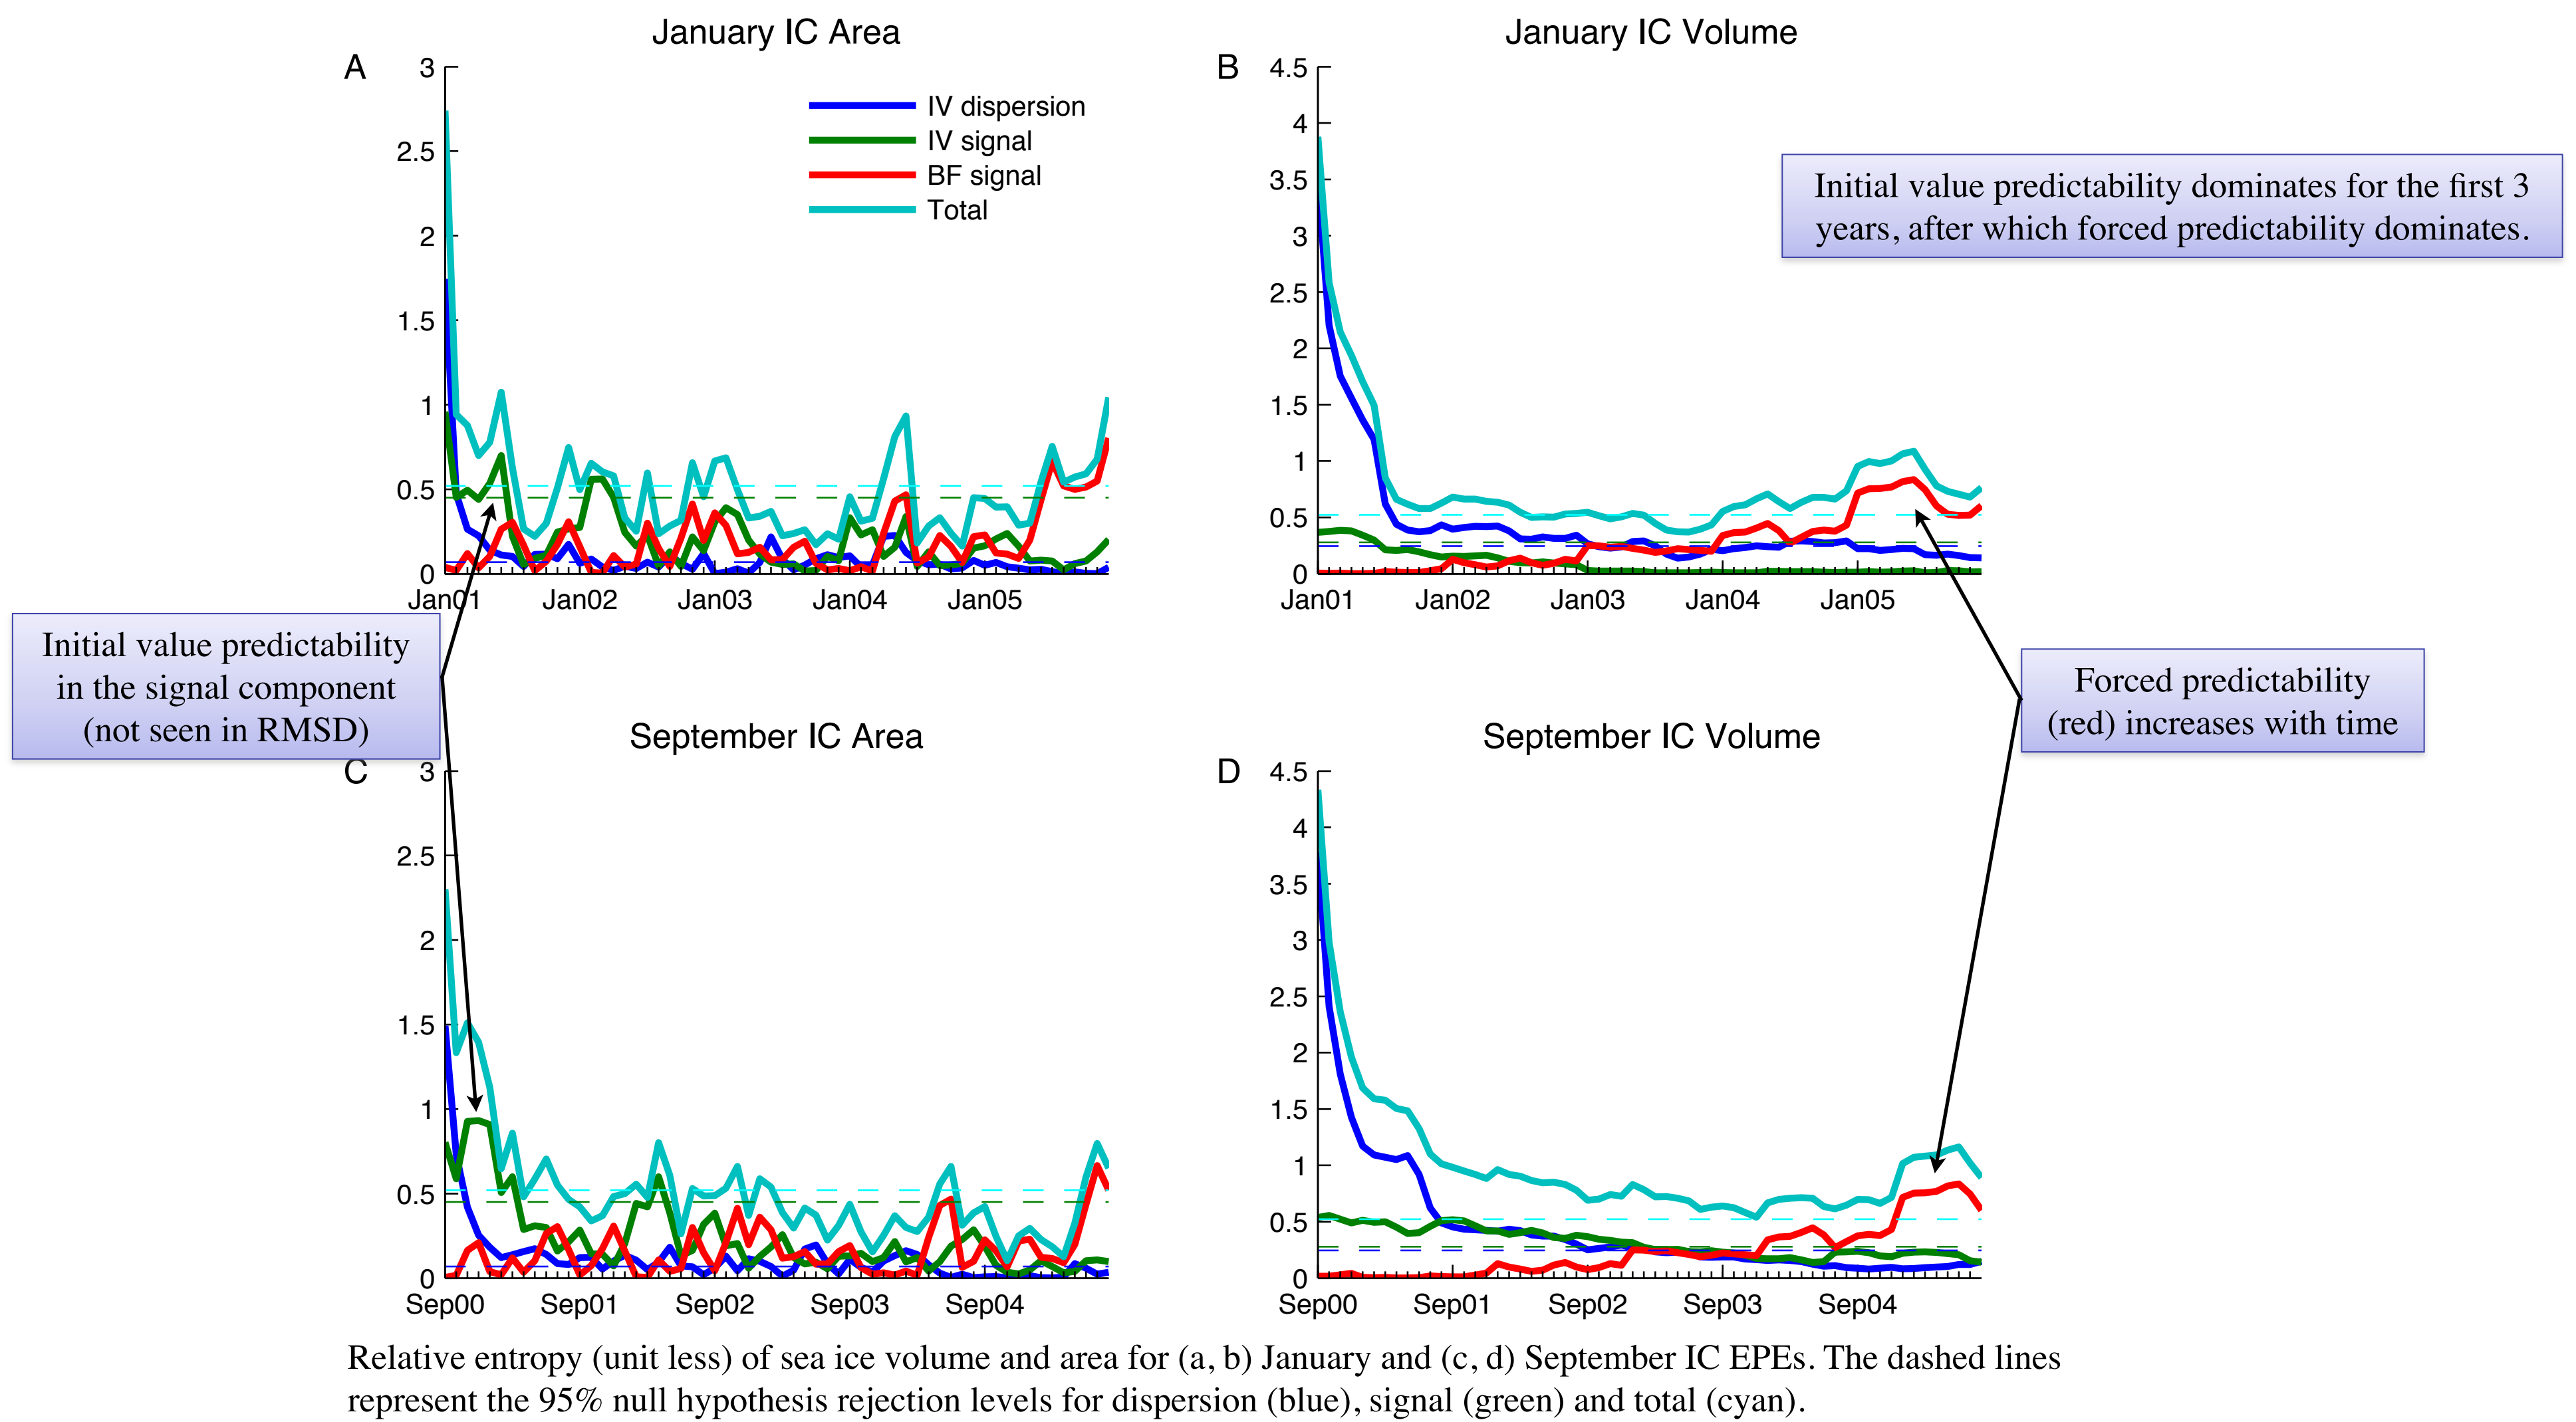 January IC Area
A
3
2.5
2
1.5
1
0.5
0
IV dispersion
IV signal
BF signal
Total
Jan01
Jan02
Jan03
Jan04
Jan05
January IC Volume
B
4.5
4
3.5
3
2.5
2
1.5
1
0.5
0
Jan01
Jan02
Jan03
Jan04
Jan05
Initial value predictability dominates for the first 3
years, after which forced predictability dominates.
Initial value predictability
in the signal component
(not seen in RMSD)
Forced predictability
(red) increases with time
September IC Area
C
3
2.5
2
1.5
1
0.5
0
Sep00
Sep01
Sep02
Sep03
Sep04
September IC Volume
D
4.5
4
3.5
3
2.5
2
1.5
1
0.5
0
Sep00
Sep01
Sep02
Sep03
Sep04
Relative entropy (unit less) of sea ice volume and area for (a, b) January and (c, d) September IC EPEs. The dashed lines
represent the 95% null hypothesis rejection levels for dispersion (blue), signal (green) and total (cyan).